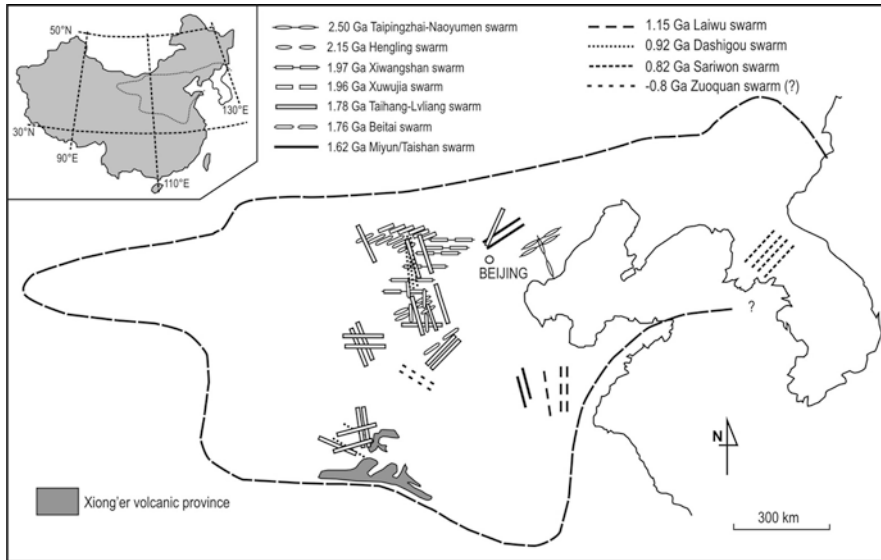 50°N
30°N
90°E
110°E
130°E
2.50 Ga Taipingzhai-Naoyumen swarm
2.15 Ga Hengling swarm
1.97 Ga Xiwangshan swarm
1.96 Ga Xuwujia swarm
1.78 Ga Taihang-Lvliang swarm
1.76 Ga Beitai swarm
1.62 Ga Miyun/Taishan swarm
1.15 Ga Laiwu swarm
0.92 Ga Dashigou swarm
0.82 Ga Sariwon swarm
-0.8 Ga Zuoquan swarm (?)
BEIJING
?
N
Xiong'er volcanic province
300 km